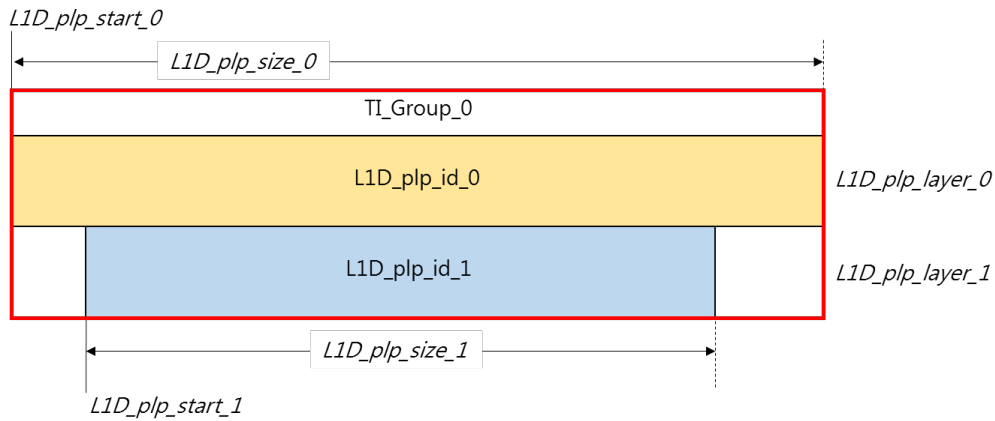 L1D_plp_start_0
L1D_plp_size_0
TI_Group_0
L1D_plp_id_0
L1D_plp_layer_0
L1D_plp_id_1
L1D_plp_layer_1
L1D_plp_size_1
L1D_plp_start_1